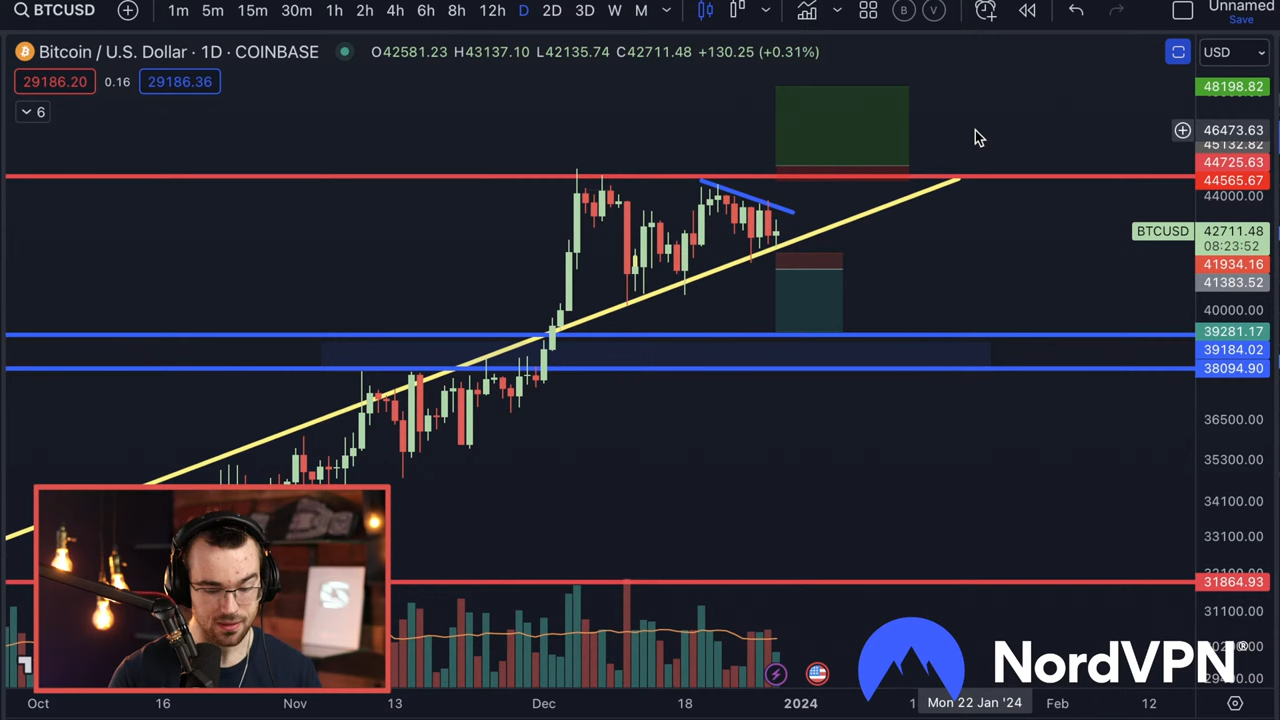 BTCUSD 1m 5m 15m 30m 1h 2h 4h 6h 8h 12h D 2D 3D W M B V Unnamed
Save
Bitcoin / U.S. Dollar · 1D · COINBASE O42581.23 H43137.10 L42135.74 C42711.48 +130.25 (+0.31%) USD
29186.20 0.16 29186.36
6
48198.82
46473.63
45132.82
44725.63
44565.67
44000.00
BTCUSD 42711.48
08:23:52
41934.16
41383.52
40000.00
39281.17
39184.02
38094.90
36500.00
35300.00
34100.00
33100.00
31864.93
31100.00
NordVPN®
Oct 16 Nov 13 Dec 18 2024 Mon 22 Jan '24 Feb 12